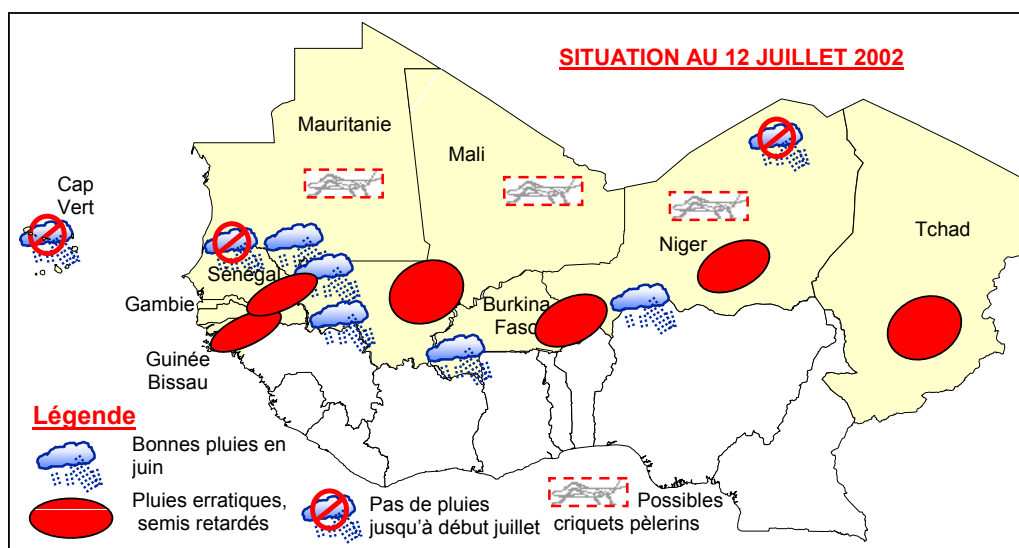 SITUATION AU 12 JUILLET 2002
Mauritanie
Mali
Cap
Vert
Tchad
Niger
Sénégal
Gambie
Burkina
Faso
Guinée
Bissau
Légende
Bonnes pluies en
juin
Pluies erratiques,
semis retardés
Pas de pluies
jusqu'à début juillet
Possibles
criquets pèlerins